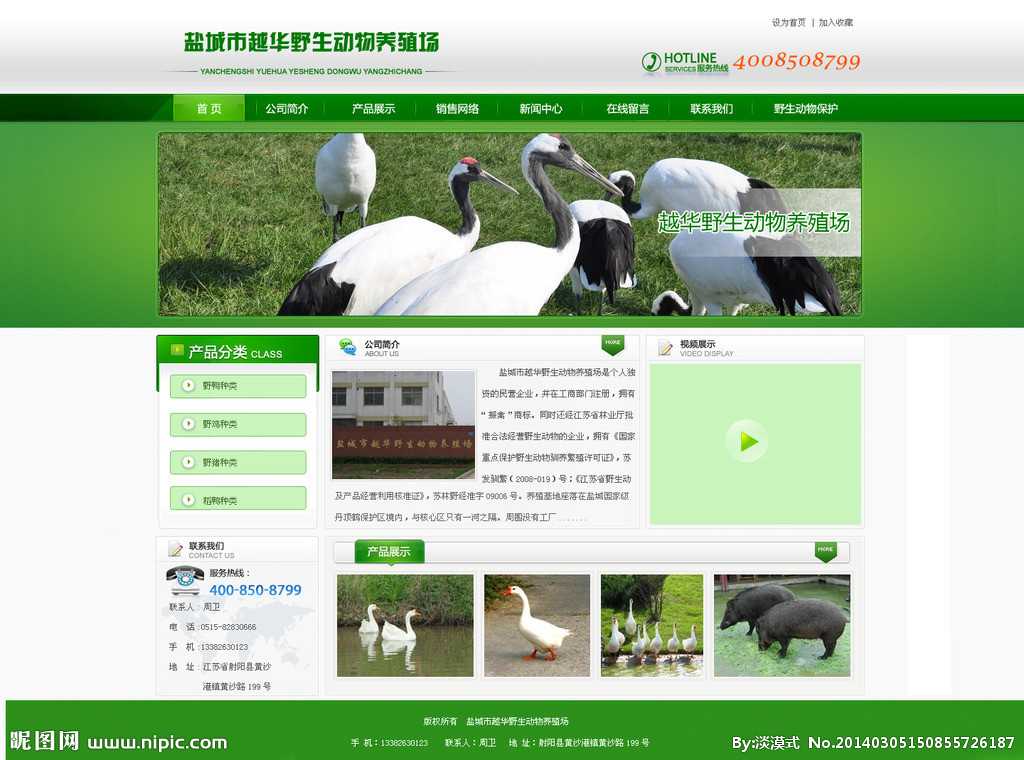 设为首页 | 加入收藏
盐城市越华野生动物养殖场
YANCHENGSHI YUEHUA YESHENG DONGWU YANGZHICHANG
HOTLINE
SERVICES服务热线
4008508799
首页 公司简介 产品展示 销售网络 新闻中心 在线留言 联系我们 野生动物保护
越华野生动物养殖场
产品分类 CLASS
野鸭种类
野鸡种类
野猪种类
稻鸭种类
公司简介
ABOUT US
MORE
盐城市越华野生动物养殖场
盐城市越华野生动物养殖场是个人独
资的民营企业，并在工商部门注册，拥有
禽”商标。同时还经江苏省林业厅批
准合法经营野生动物的企业，拥有《国家
重点保护野生动物驯养繁殖许可证》，苏
发驯繁（2008-019）号；《江苏省野生动
及产品经营利用核准证》，苏林野经准字09006 号。养殖基地座落在盐城国家级
丹顶鹤保护区境内，与核心区只有一河之隔。周围没有工厂.......
视频展示
VIDEO DISPLAY
联系我们
CONTACT US
服务热线：
400-850-8799
联系人：周卫
电 话：0515-82830666
手 机：13382630123
地 址：江苏省射阳县黄沙
港镇黄沙路 199 号
产品展示
MORE
版权所有 盐城市越华野生动物养殖场
手 机：13382630123 联系人：周卫 地 址：射阳县黄沙港镇黄沙路 199 号
昵图网 www.nipic.com
By:淡漠式 No.20140305150855726187